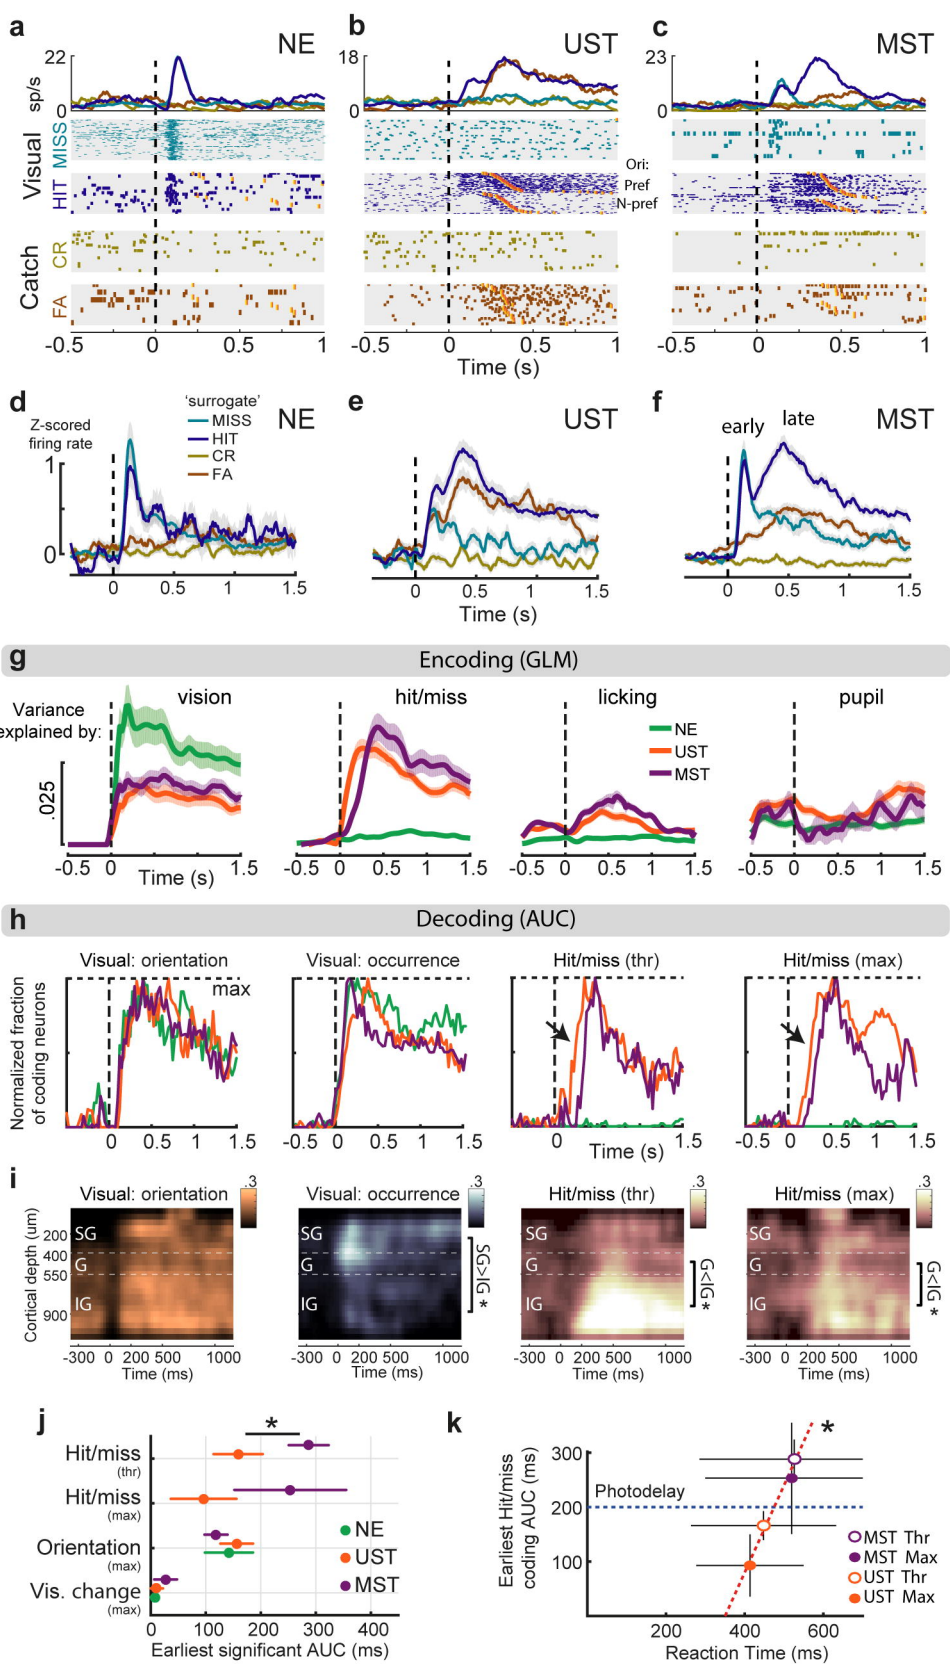 a
NE
b
UST
c
MST
22
sp/s
0
18
0
23
0
Visual
MISS
HIT
Catch
CR
FA
Ori:
Pref
N-pref
-0.5 0 0.5 1
-0.5 0 0.5 1
-0.5 0 0.5 1
Time (s)
d
'surrogate'
NE
Z-scored
firing rate
MISS
HIT
CR
FA
1
0
0 0.5 1 1.5
e
UST
0 0.5 1 1.5
Time (s)
f
early
late
MST
0 0.5 1 1.5
g
Encoding (GLM)
Variance
explained by:
vision
hit/miss
licking
pupil
.025
NE
UST
MST
-0.5 0 0.5 1 1.5
-0.5 0 0.5 1 1.5
-0.5 0 0.5 1 1.5
-0.5 0 0.5 1 1.5
Time (s)
h
Decoding (AUC)
Visual: orientation
Visual: occurrence
Hit/miss (thr)
Hit/miss (max)
max
Normalized fraction
of coding neurons
0 0.5 1 1.5
-0.5 0 0.5 1 1.5
0 0.5 1 1.5
-0.5 0 0.5 1 1.5
Time (s)
i
Visual: orientation
.3
Visual: occurrence
.3
Hit/miss (thr)
.3
Hit/miss (max)
.3
Cortical depth (um)
200
400
550
900
SG
G
IG
SG
G
IG
SG>IG *
SG
G
IG
G<IG *
SG
G
IG
G<IG *
-300 0 200 500 1000
-300 0 200 500 1000
-300 0 200 500 1000
-300 0 200 500 1000
Time (ms)
Time (ms)
Time (ms)
Time (ms)
j
*
Hit/miss
(thr)
Hit/miss
(max)
Orientation
(max)
Vis. change
(max)
NE
UST
MST
0 100 200 300 400
Earliest significant AUC (ms)
k
*
Earliest Hit/miss
coding AUC (ms)
300
200
100
Photodelay
MST Thr
MST Max
UST Thr
UST Max
200 400 600
Reaction Time (ms)